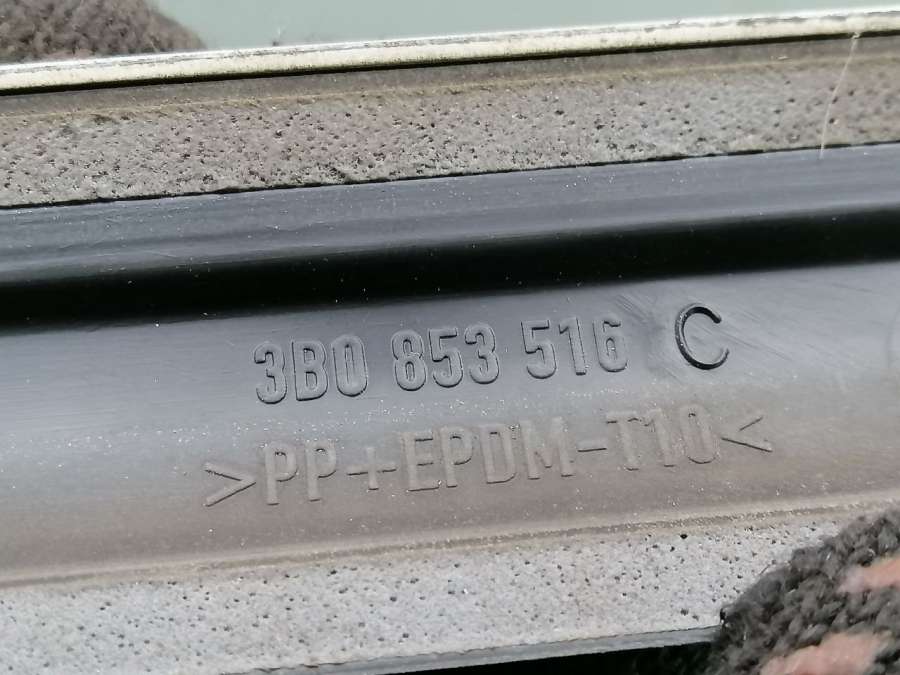 3B0 853 516 C
>PP+EPDM-T10<